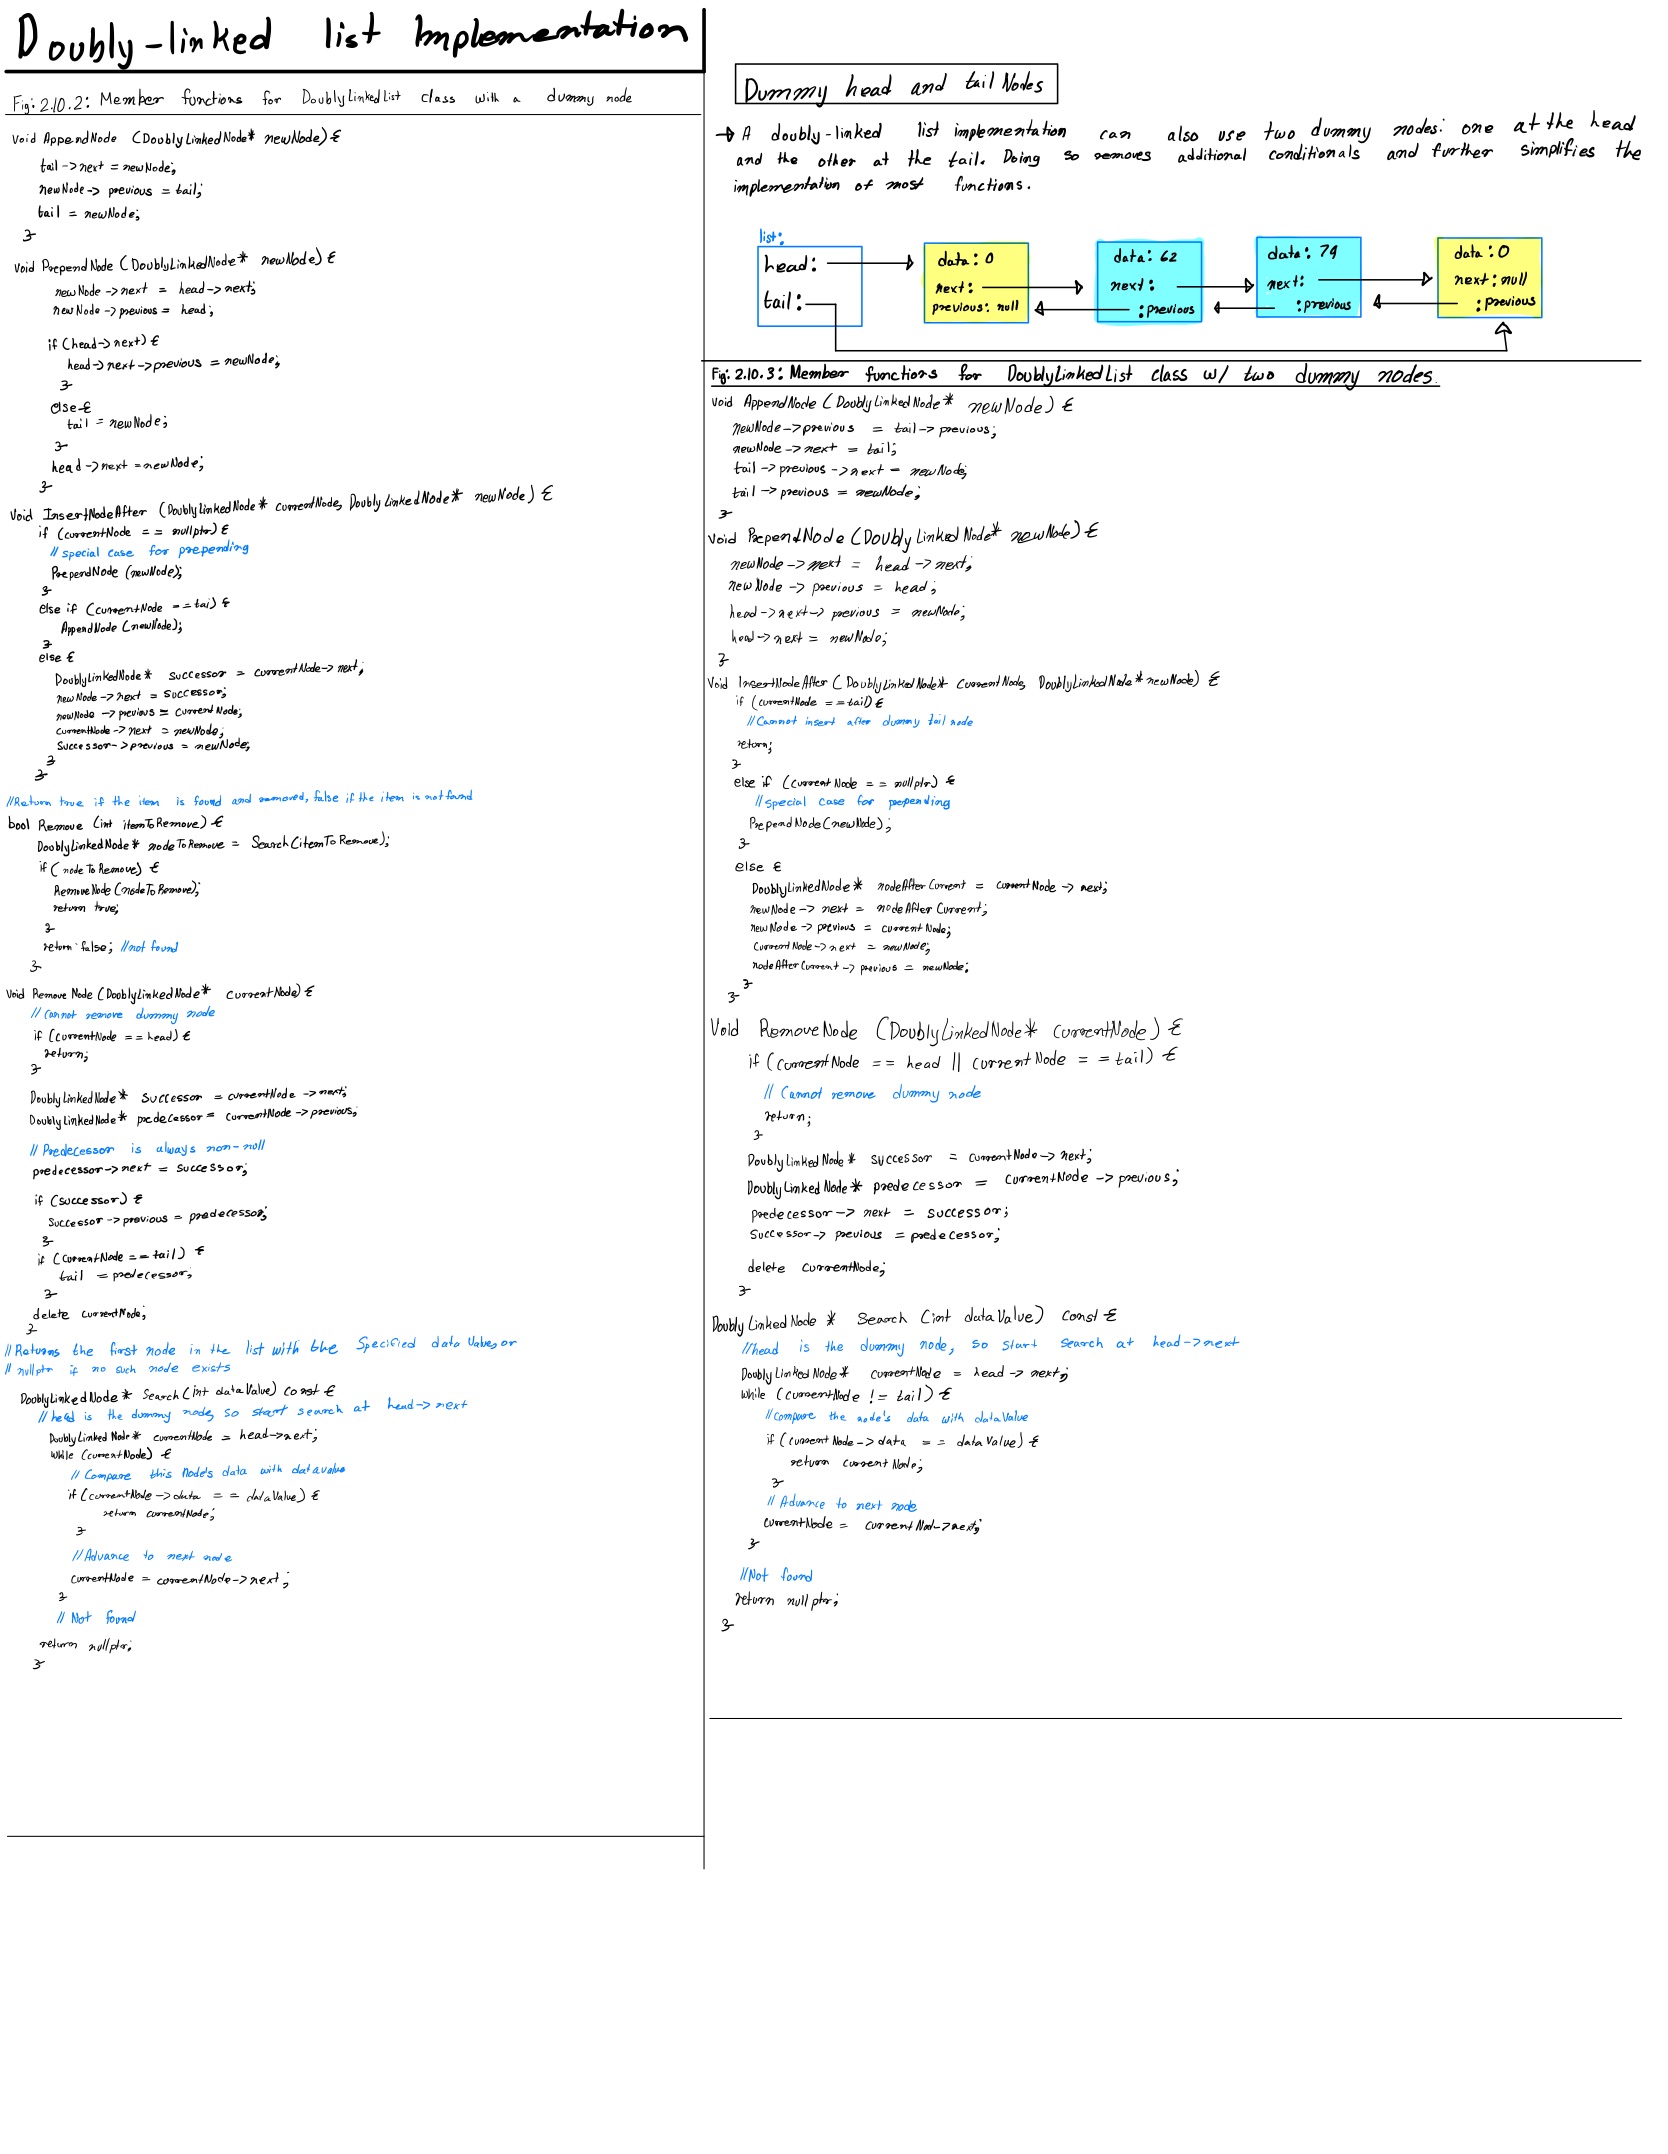 Doubly-linked list Implementation
Fig: 2.10.2: Member functions for DoublyLinkedList class with a dummy node
Void AppendNode (DoublyLinkedNode* newNode) {
tail->next = newNode;
newNode-> previous = tail;
tail = newNode;
}
Void PrependNode (DoublyLinkedNode* newNode) {
newNode ->next = head->next;
newNode ->previous = head;
if (head->next) {
head->next->previous = newNode;
}
else {
tail = newNode;
}
head->next = newNode;
}
Void InsertNodeAfter (DoublyLinkedNode* currentNode, DoublyLinkedNode* newNode) {
if (currentNode == nullptr) {
// special case for prepending
PrependNode (newNode);
}
else if (currentNode == tai) {
AppendNode (newNode);
}
else {
DoublyLinkedNode* successor = currentNode-> next;
newNode->next = successor;
newNode ->previous = currentNode;
currentNode->next = newNode;
Successor->previous = newNode;
}
}
//Return true if the item is found and removed, false if the item is not found
bool Remove (int itemToRemove) {
DoublyLinkedNode* nodeToRemove = Search(itemToRemove);
if (nodeToRemove) {
RemoveNode (nodeToRemove);
return true;
}
return false; //not found
}
Void RemoveNode (DoublyLinkedNode* currentNode) {
// Cannot remove dummy node
if (currentNode == head) {
return;
}
DoublyLinkedNode* successor = currentNode ->next;
DoublyLinkedNode* predecessor = currentNode ->previous;
// Predecessor is always non-null
predecessor->next = successor;
if (successor) {
Successor ->previous = predecessor;
}
if (currentNode == tail) {
tail = predecessor;
}
delete currentNode;
}
// Returns the first node in the list with the Specified data Value, or
// nullptr if no such node exists
DoublyLinkedNode* Search(int dataValue) const {
// head is the dummy node, so start search at head-> next
DoublyLinkedNode* currentNode = head->next;
while (currentNode) {
// Compare this Node's data with datavalue
if (currentNode ->data == dataValue) {
return currentNode;
}
//Advance to next node
currentNode = currentNode->next;
}
// Not found
return nullptr;
}
Dummy head and tail Nodes
→ A doubly-linked list implementation can also use two dummy nodes: one at the head
and the other at the tail. Doing so removes additional conditionals and further simplifies the
implementation of most functions.
list:
head:
tail:
data: 0
next:
previous: null
data: 62
next:
:previous
data: 79
next:
:previous
data: 0
next: null
:previous
Fig: 2.10.3: Member functions for DoublyLinkedList class w/ two dummy nodes.
Void AppendNode (DoublyLinkedNode* newNode) {
newNode->previous = tail->previous;
newNode->next = tail;
tail->previous->next = newNode;
tail->previous = newNode;
}
Void PrependNode (DoublyLinkedNode* newNode) {
newNode -> next = head ->next;
newNode -> previous = head;
head->next-> previous = newNode;
head->next = newNode;
}
Void InsertNodeAfter (DoublyLinkedNode* currentNode, DoublyLinkedNode* newNode) {
if (currentNode == tail) {
//Cannot insert after dummy tail node
return;
}
else if (currentNode == nullptr) {
//special case for prepending
PrependNode(newNode);
}
else {
DoublyLinkedNode* nodeAfterCurrent = currentNode -> next;
newNode-> next = nodeAfterCurrent;
newNode -> previous = currentNode;
CurrentNode->next = newNode;
nodeAfterCurrent -> previous = newNode;
}
}
Void RemoveNode (DoublyLinkedNode* currentNode) {
if (currentNode == head || currentNode == tail) {
// Cannot remove dummy node
return;
}
DoublyLinkedNode* successor = currentNode-> next;
DoublyLinkedNode* predecessor = currentNode -> previous;
predecessor-> next = successor;
Successor-> previous = predecessor;
delete currentNode;
}
DoublyLinkedNode * Search (int dataValue) const {
//head is the dummy node, so start search at head->next
DoublyLinkedNode* currentNode = head -> next;
while (currentNode != tail) {
//compare the node's data with dataValue
if (currentNode->data == dataValue) {
return currentNode;
}
// Advance to next node
currentNode = currentNod->next;
}
//Not found
return nullptr;
}